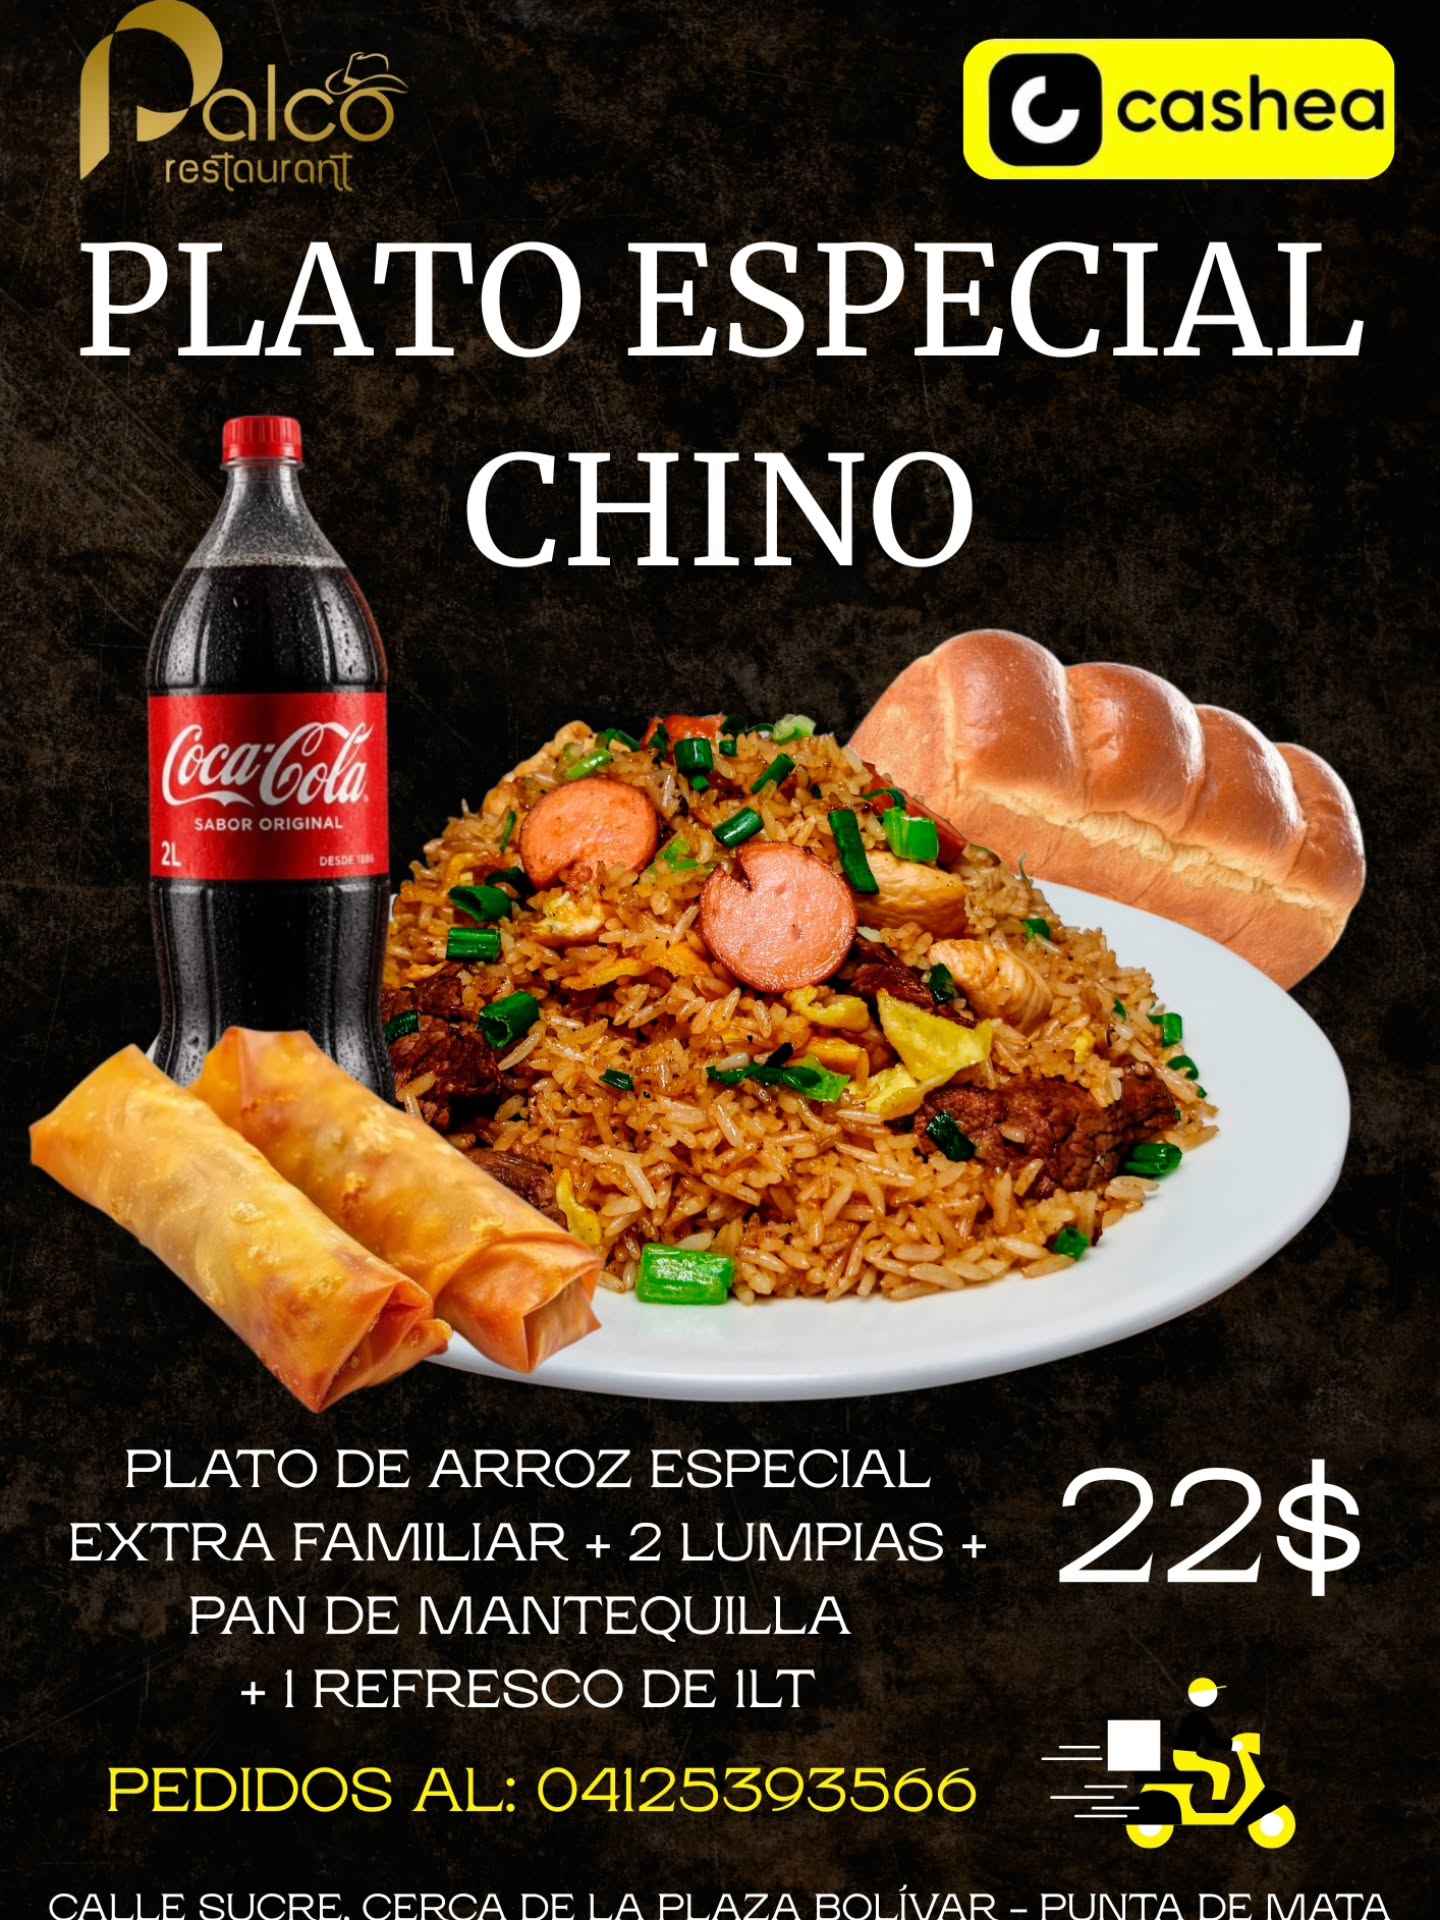 Palco
restaurant
cashea
PLATO ESPECIAL
CHINO
Coca-Cola
SABOR ORIGINAL
2L
DESDE 1886
PLATO DE ARROZ ESPECIAL
EXTRA FAMILIAR + 2 LUMPIAS +
PAN DE MANTEQUILLA
+ 1 REFRESCO DE 1LT
22$
PEDIDOS AL: 04125393566
CALLE SUCRE, CERCA DE LA PLAZA BOLÍVAR - PUNTA DE MATA